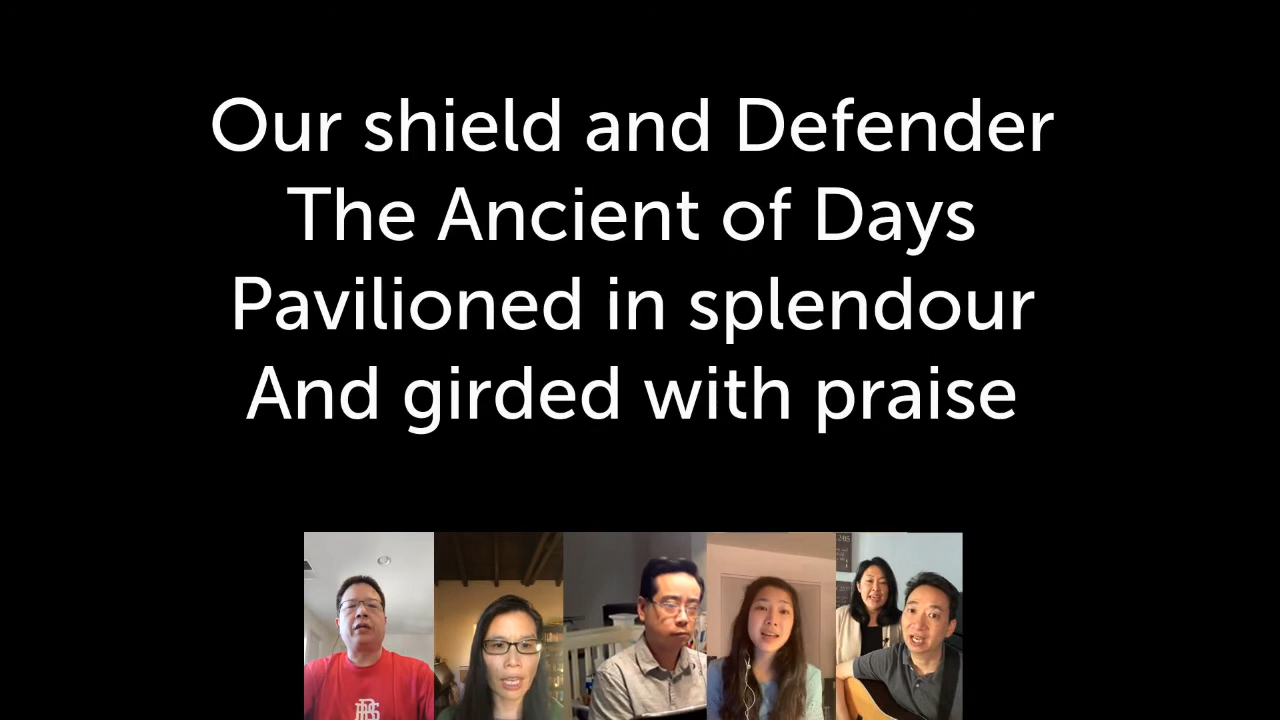 Our shield and Defender
The Ancient of Days
Pavilioned in splendour
And girded with praise